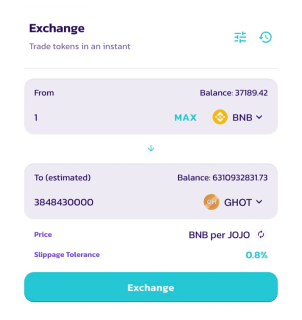 Exchange
Trade tokens in an instant
From
Balance: 37189.42
1
MAX
BNB
To (estimated)
Balance: 631093283173
3848430000
GHOT
Price
BNB per JOJO
Slippage Tolerance
0.8%
Exchange